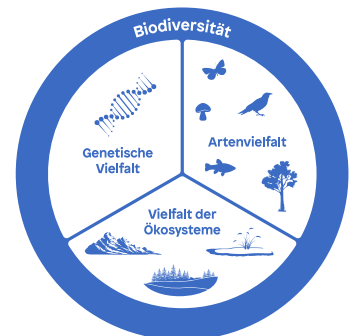 Biodiversität
Genetische
Vielfalt
Artenvielfalt
Vielfalt der
Ökosysteme